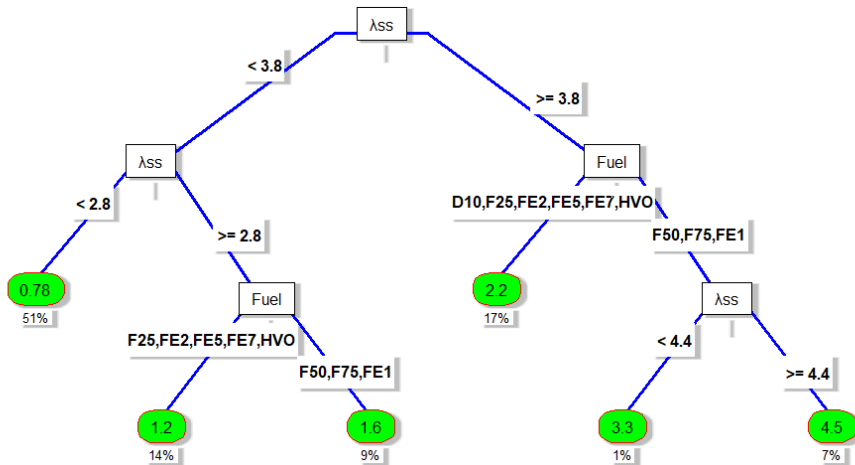 λss
< 3.8
>= 3.8
λss
Fuel
< 2.8
>= 2.8
D10,F25,FE2,FE5,FE7,HVO
F50,F75,FE1
0.78
51%
Fuel
2.2
17%
λss
F25,FE2,FE5,FE7,HVO
F50,F75,FE1
< 4.4
>= 4.4
1.2
14%
1.6
9%
3.3
1%
4.5
7%